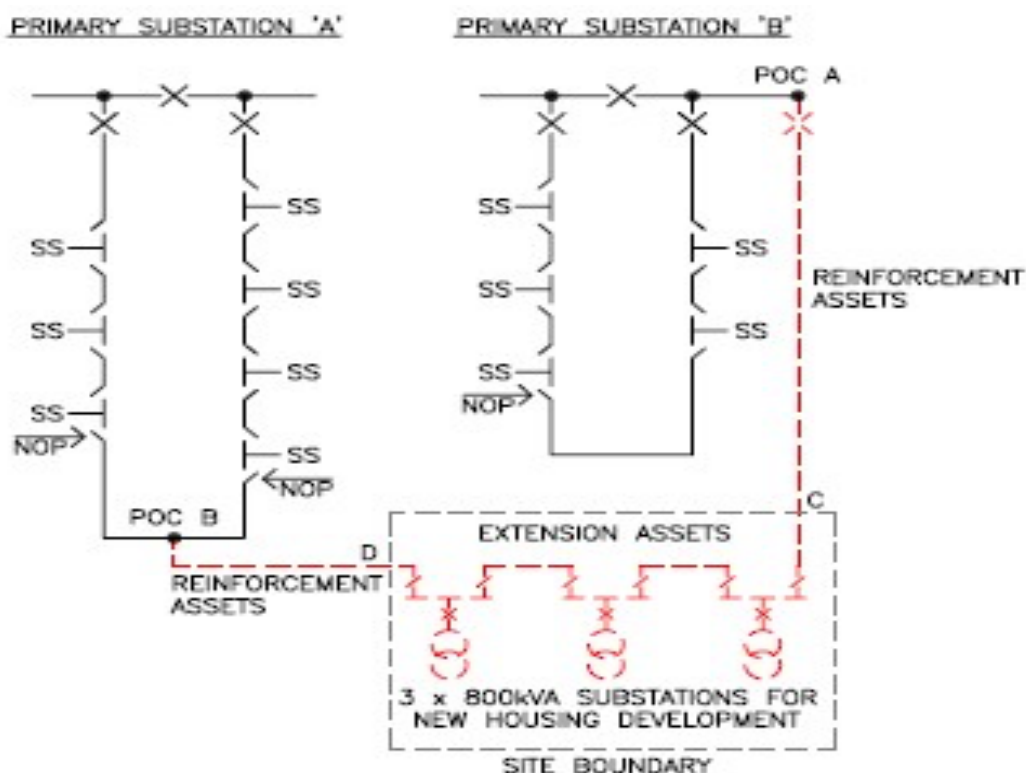 PRIMARY SUBSTATION 'A'
PRIMARY SUBSTATION "B"
POC A
SS
SS
SS
SS
NOP
SS
SS
SS
NOP
SS
SS
SS
NOP
SS
SS
REINFORCEMENT
ASSETS
POC B
D
REINFORCEMENT
ASSETS
C
EXTENSION ASSETS
3 x 800kVA SUBSTATIONS FOR
NEW HOUSING DEVELOPMENT
SITE BOUNDARY